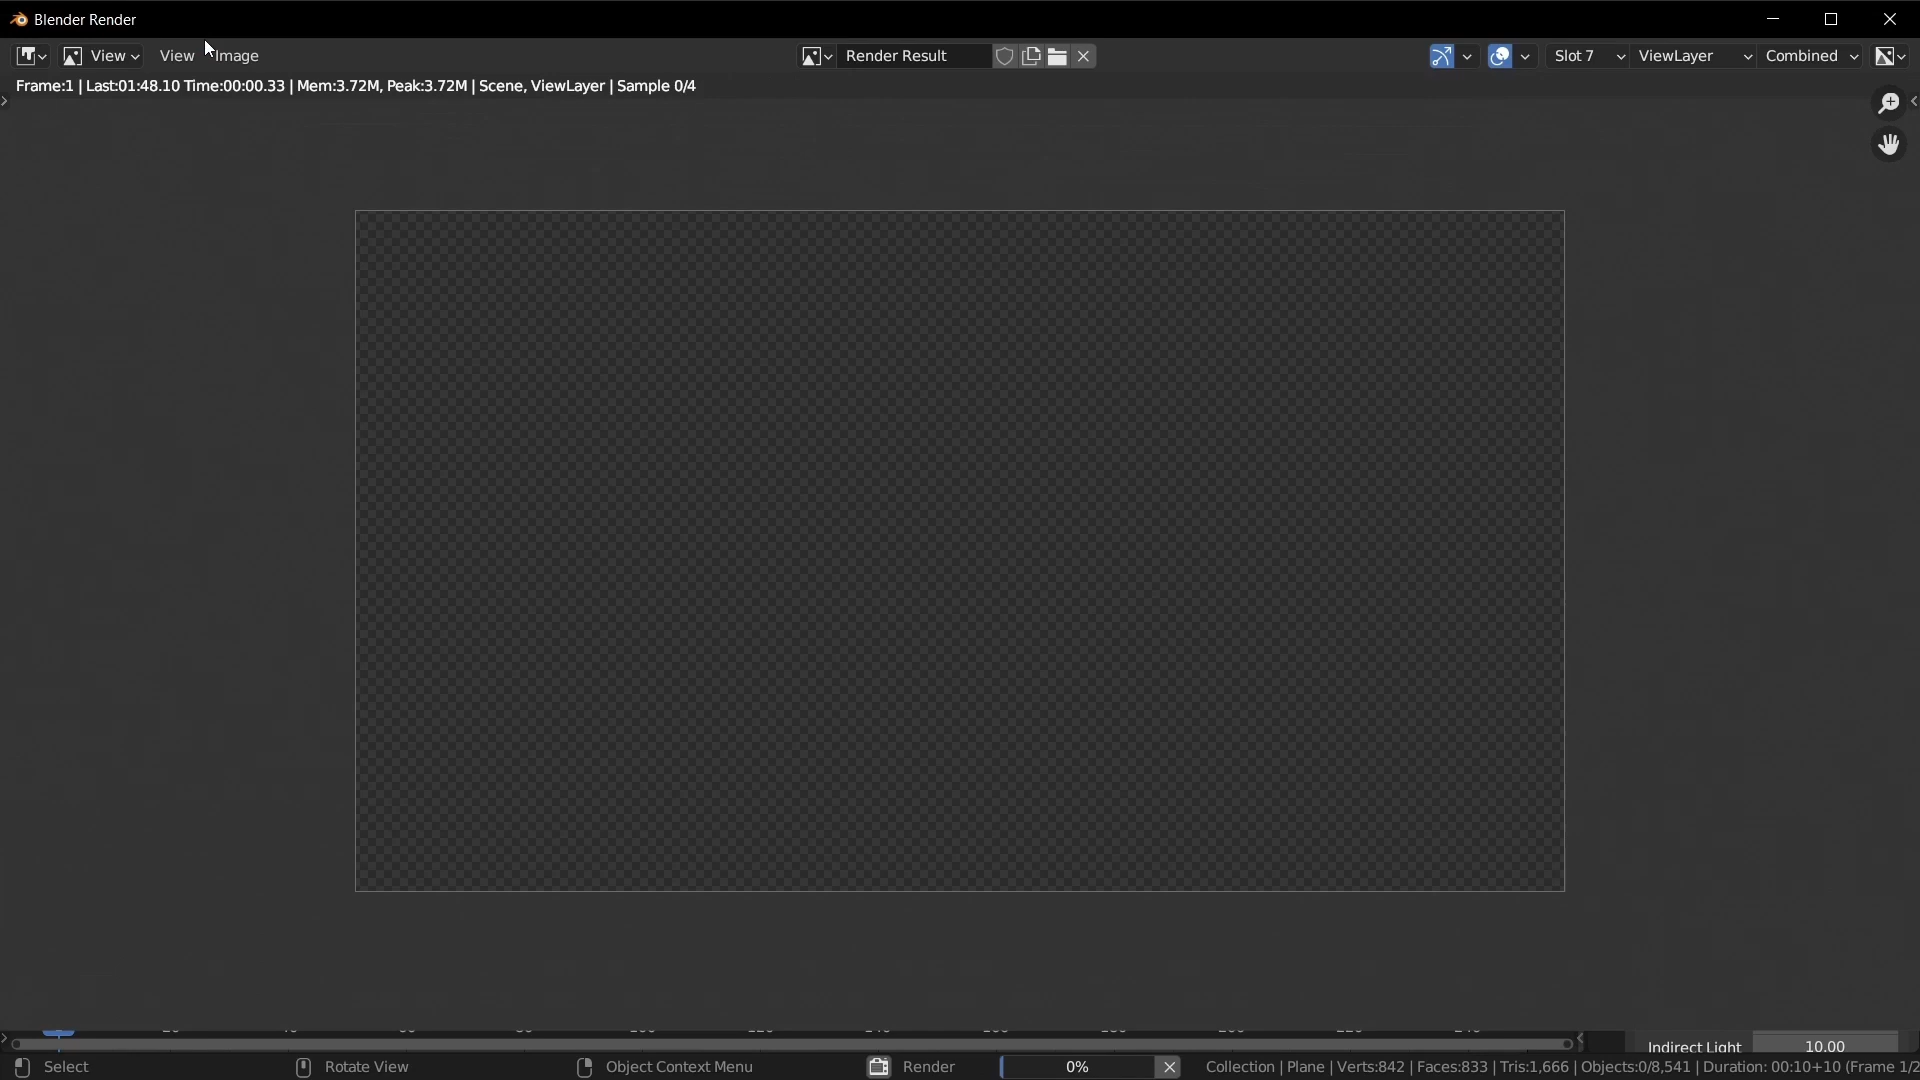 Blender Render
View View Image Render Result Slot 7 ViewLayer Combined
Frame:1 | Last:01:48.10 Time:00:00.33 | Mem:3.72M, Peak:3.72M | Scene, ViewLayer | Sample 0/4
Indirect Light 10.00
Select Rotate View Object Context Menu Render 0% Collection | Plane | Verts:842 | Faces:833 | Tris:1,666 | Objects:0/8,541 | Duration: 00:10+10 (Frame 1/2